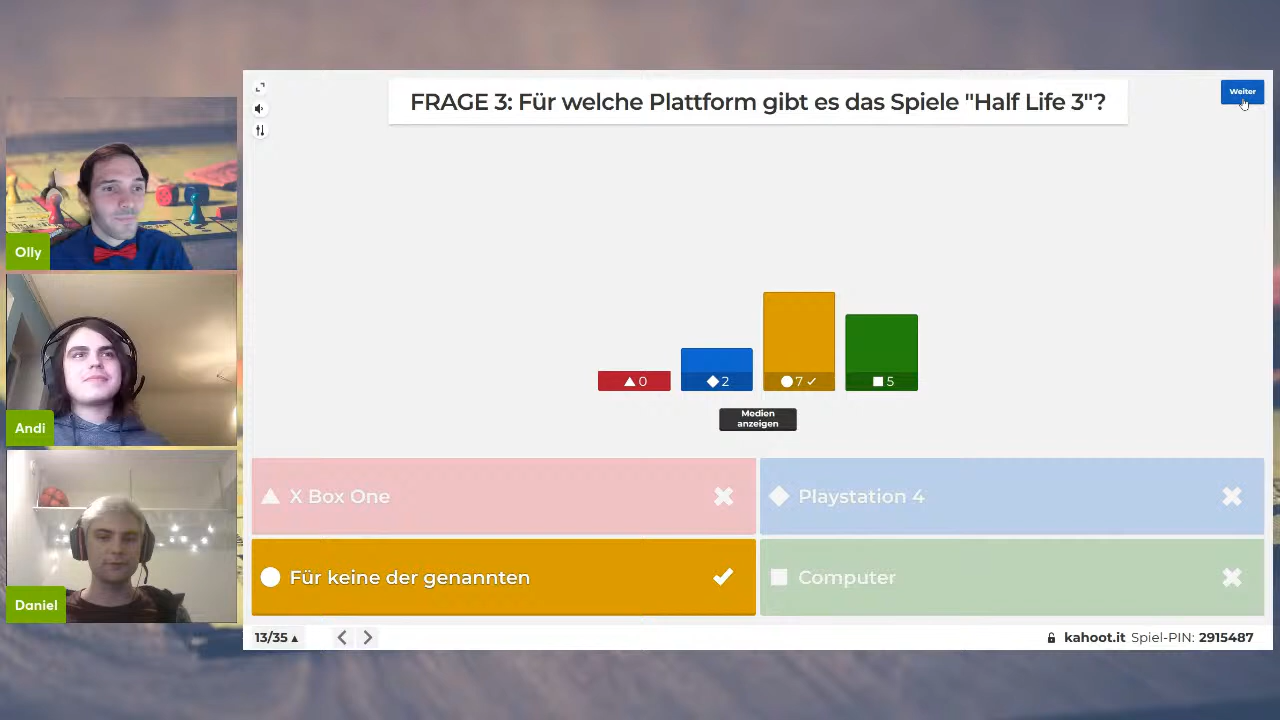 FRAGE 3: Für welche Plattform gibt es das Spiele "Half Life 3"?
Weiter
Olly
Andi
Daniel
0
2
7
5
Medien
anzeigen
X Box One
Playstation 4
Für keine der genannten
Computer
13/35
kahoot.it Spiel-PIN: 2915487